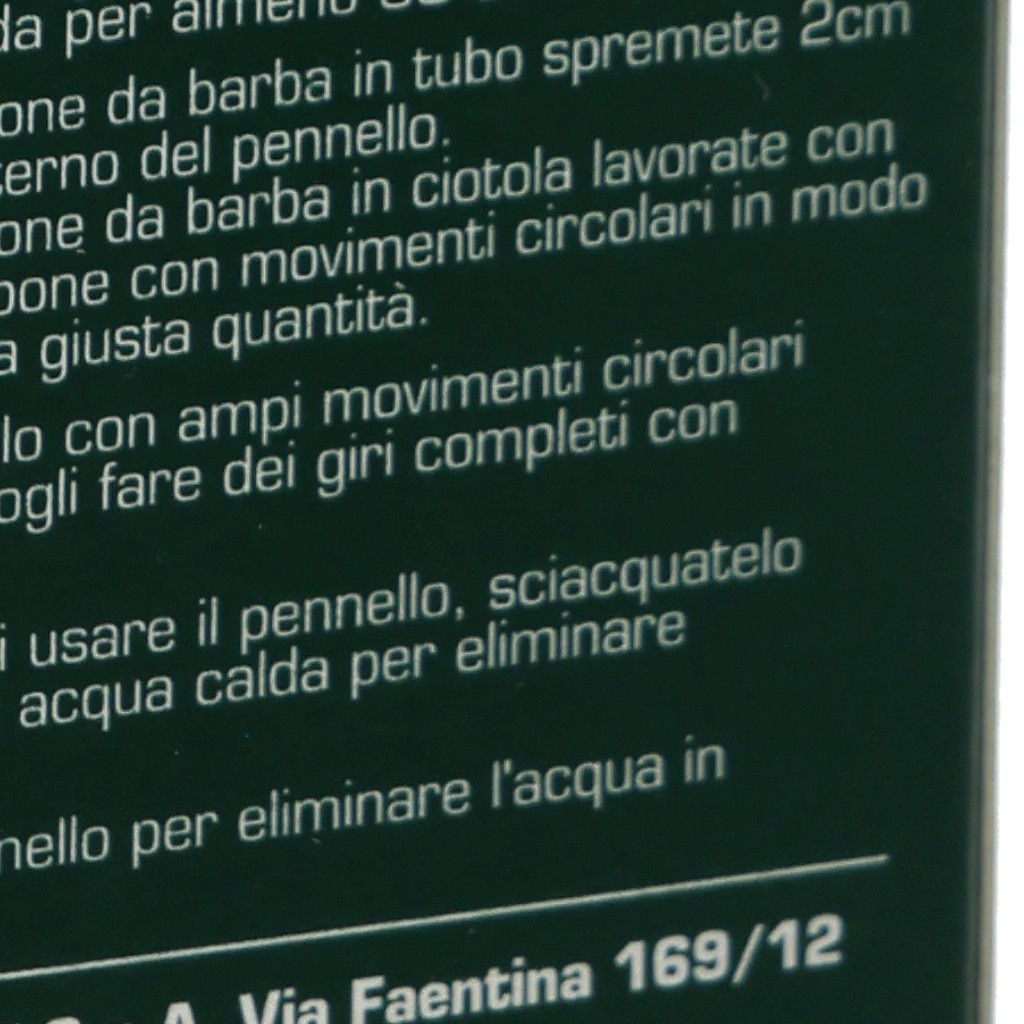 da per almeno
one da barba in tubo spremete 2cm
terno del pennello.
one da barba in ciotola lavorate con
pone con movimenti circolari in modo
a giusta quantità.
lo con ampi movimenti circolari
ogli fare dei giri completi con
i usare il pennello, sciacquatelo
acqua calda per eliminare
nello per eliminare l'acqua in
Via Faentina 169/12